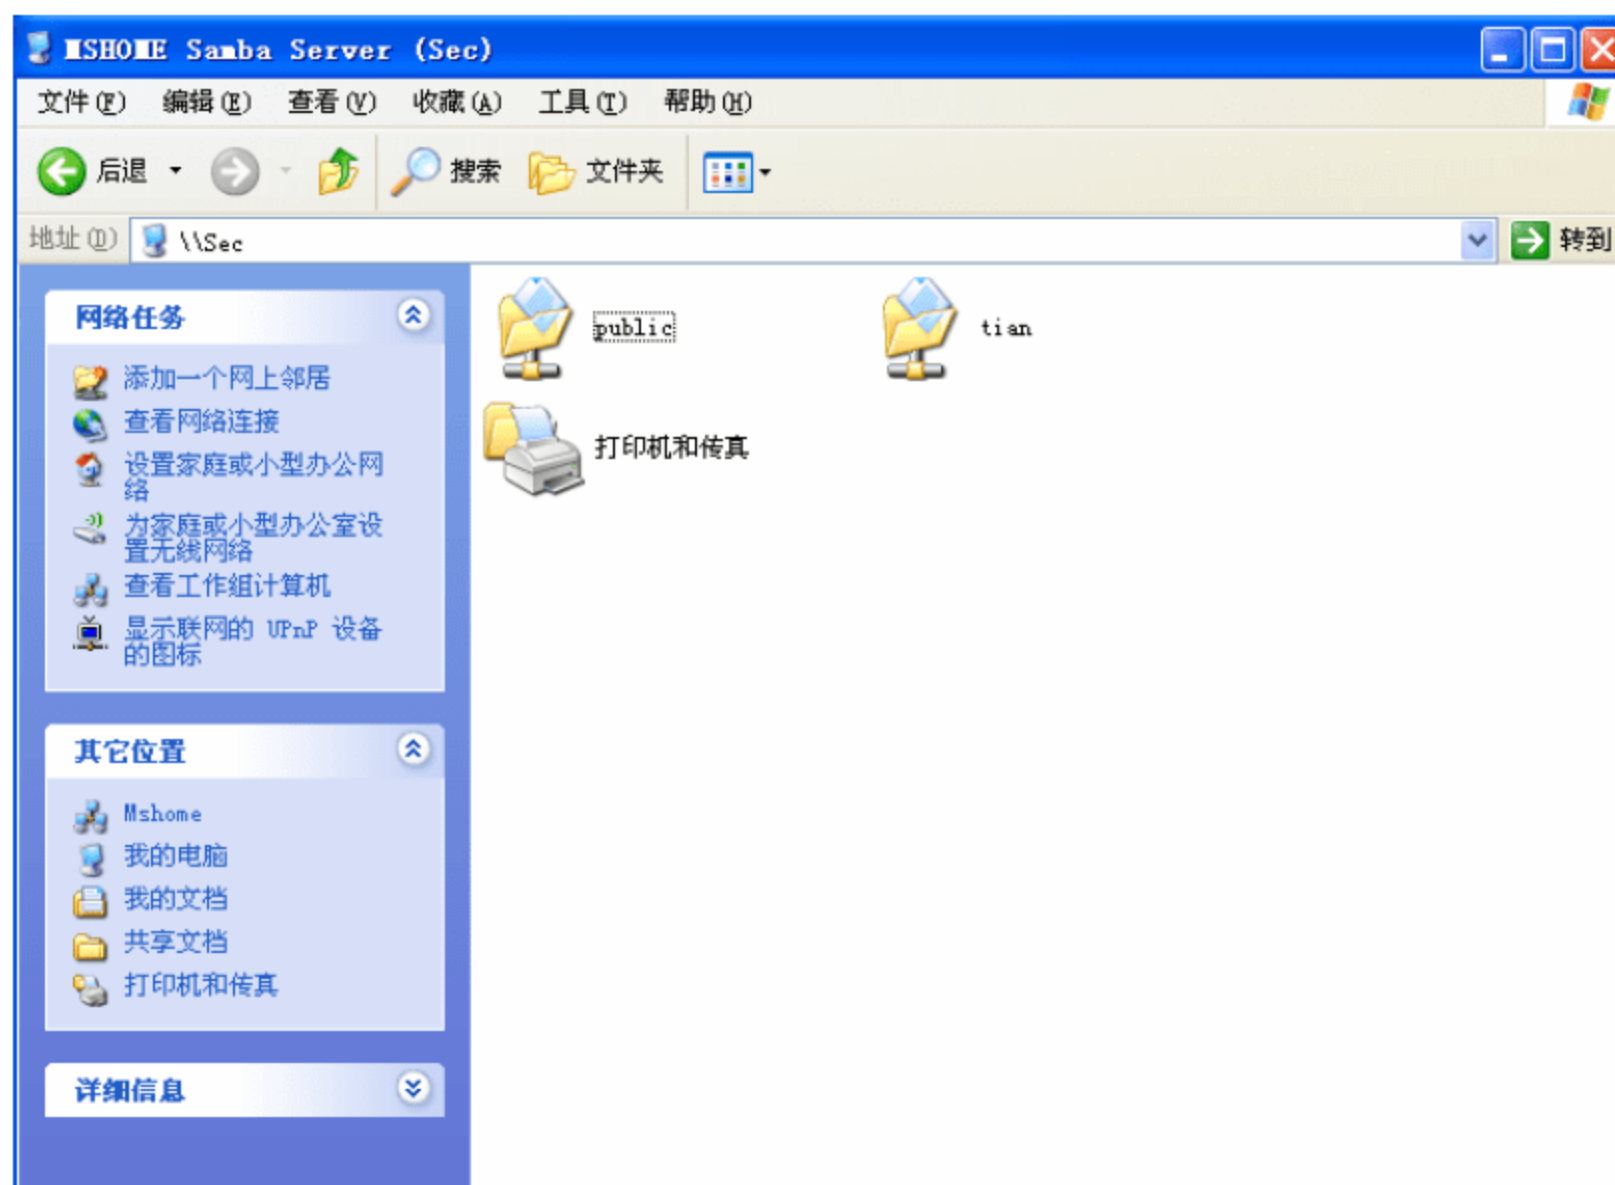 MSHOME Samba Server (Sec)
文件(F) 编辑(E) 查看(V) 收藏(A) 工具(T) 帮助(H)
后退 搜索 文件夹
地址(D) \\Sec 转到
网络任务
添加一个网上邻居
查看网络连接
设置家庭或小型办公网
络
为家庭或小型办公室设
置无线网络
查看工作组计算机
显示联网的 UPnP 设备
的图标
其它位置
Mshome
我的电脑
我的文档
共享文档
打印机和传真
详细信息
public tian
打印机和传真